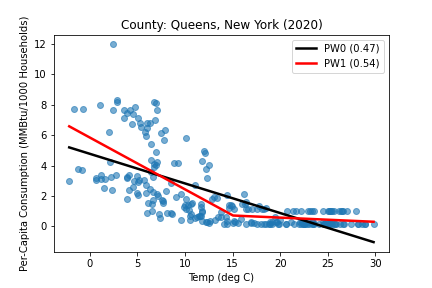 County: Queens, New York (2020)
Per-Capita Consumption (MMBtu/1000 Households)
12
10
8
6
4
2
0
PW0 (0.47)
PW1 (0.54)
0 5 10 15 20 25 30
Temp (deg C)